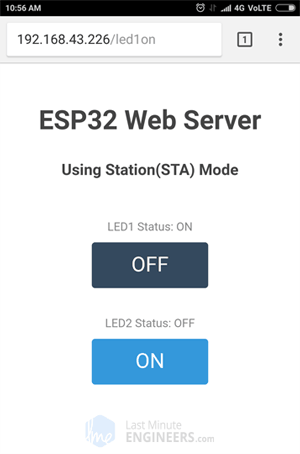 10:56 AM 4G VoLTE
192.168.43.226/led1on 1
ESP32 Web Server
Using Station(STA) Mode
LED1 Status: ON
OFF
LED2 Status: OFF
ON
Last Minute
ENGINEERS.com